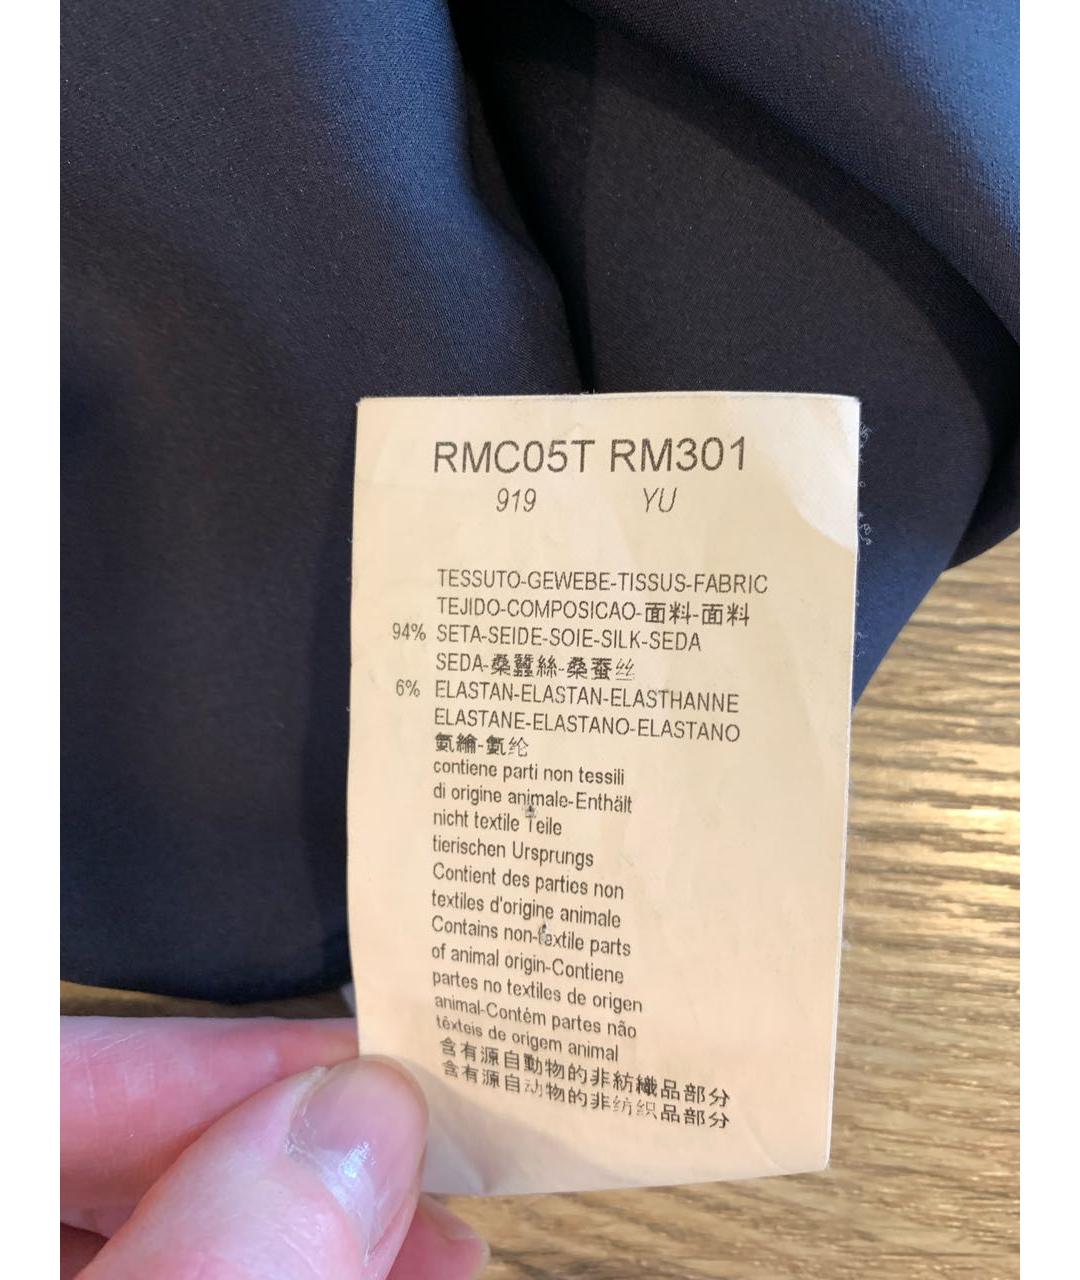 RMC05T RM301
919 YU
TESSUTO-GEWEBE-TISSUS-FABRIC
TEJIDO-COMPOSICAO-面料-面料
94% SETA-SEIDE-SOIE-SILK-SEDA
SEDA-桑蠶絲-桑蚕丝
6% ELASTAN-ELASTAN-ELASTHANNE
ELASTANE-ELASTANO-ELASTANO
氨綸-氨纶
contiene parti non tessili
di origine animale-Enthält
nicht textile Teile
tierischen Ursprungs
Contient des parties non
textiles d'origine animale
Contains non-textile parts
of animal origin-Contiene
partes no textiles de origen
animal-Contém partes não
têxteis de origem animal
含有源自動物的非紡織品部分
含有源自动物的非纺织品部分